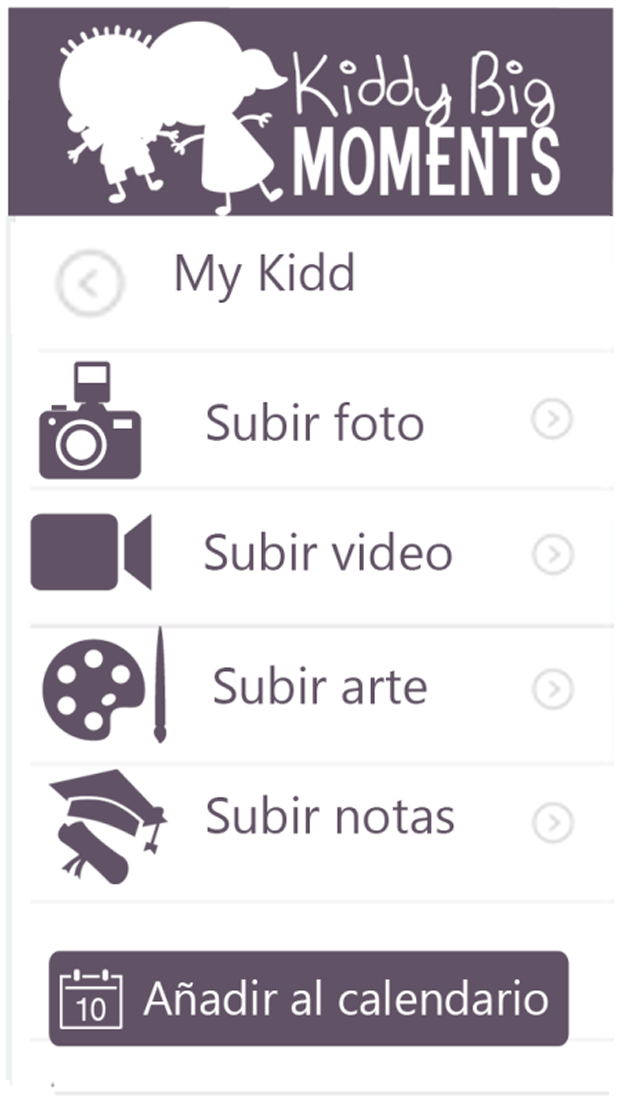 Kiddy Big
MOMENTS
My Kidd
Subir foto
Subir video
Subir arte
Subir notas
10 Añadir al calendario